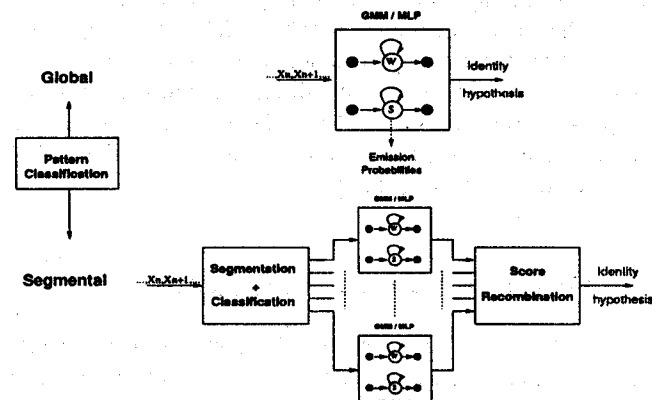 GMM / MLP
Global
....Xn,Xn+1....
W
Identity
hypothesis
S
Pattern
Classification
Emission
Probabilities
GMM / MLP
W
S
Segmental
....Xn,Xn+1....
Segmentation
+
Classification
Score
Recombination
Identity
hypothesis
GMM / MLP
W
S